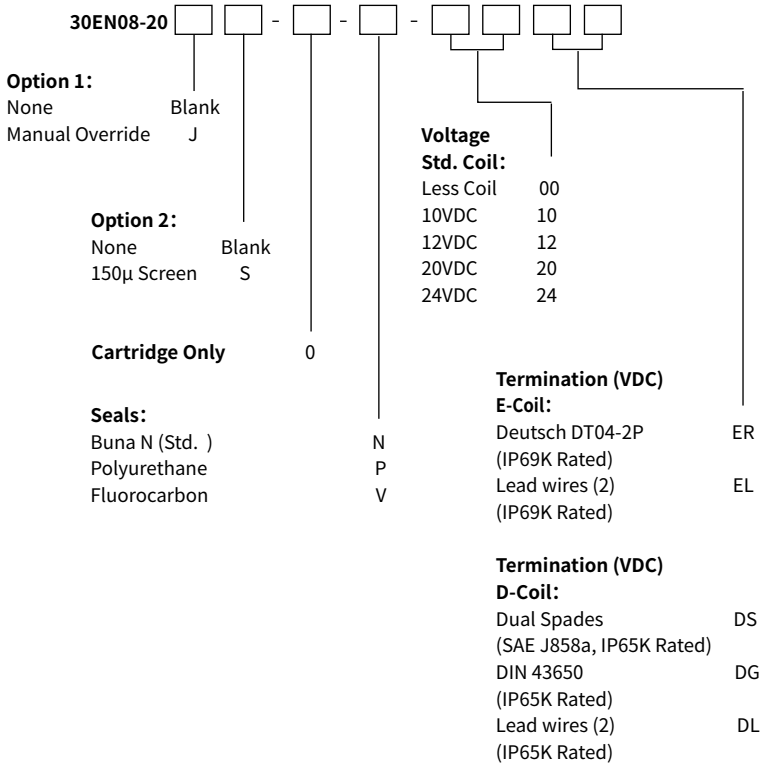 30EN08-20 - - -
Option 1:
None Blank
Manual Override J
Option 2:
None Blank
150μ Screen S
Cartridge Only 0
Seals:
Buna N (Std. ) N
Polyurethane P
Fluorocarbon V
Voltage
Std. Coil:
Less Coil 00
10VDC 10
12VDC 12
20VDC 20
24VDC 24
Termination (VDC)
E-Coil:
Deutsch DT04-2P ER
(IP69K Rated)
Lead wires (2) EL
(IP69K Rated)
Termination (VDC)
D-Coil:
Dual Spades DS
(SAE J858a, IP65K Rated)
DIN 43650 DG
(IP65K Rated)
Lead wires (2) DL
(IP65K Rated)